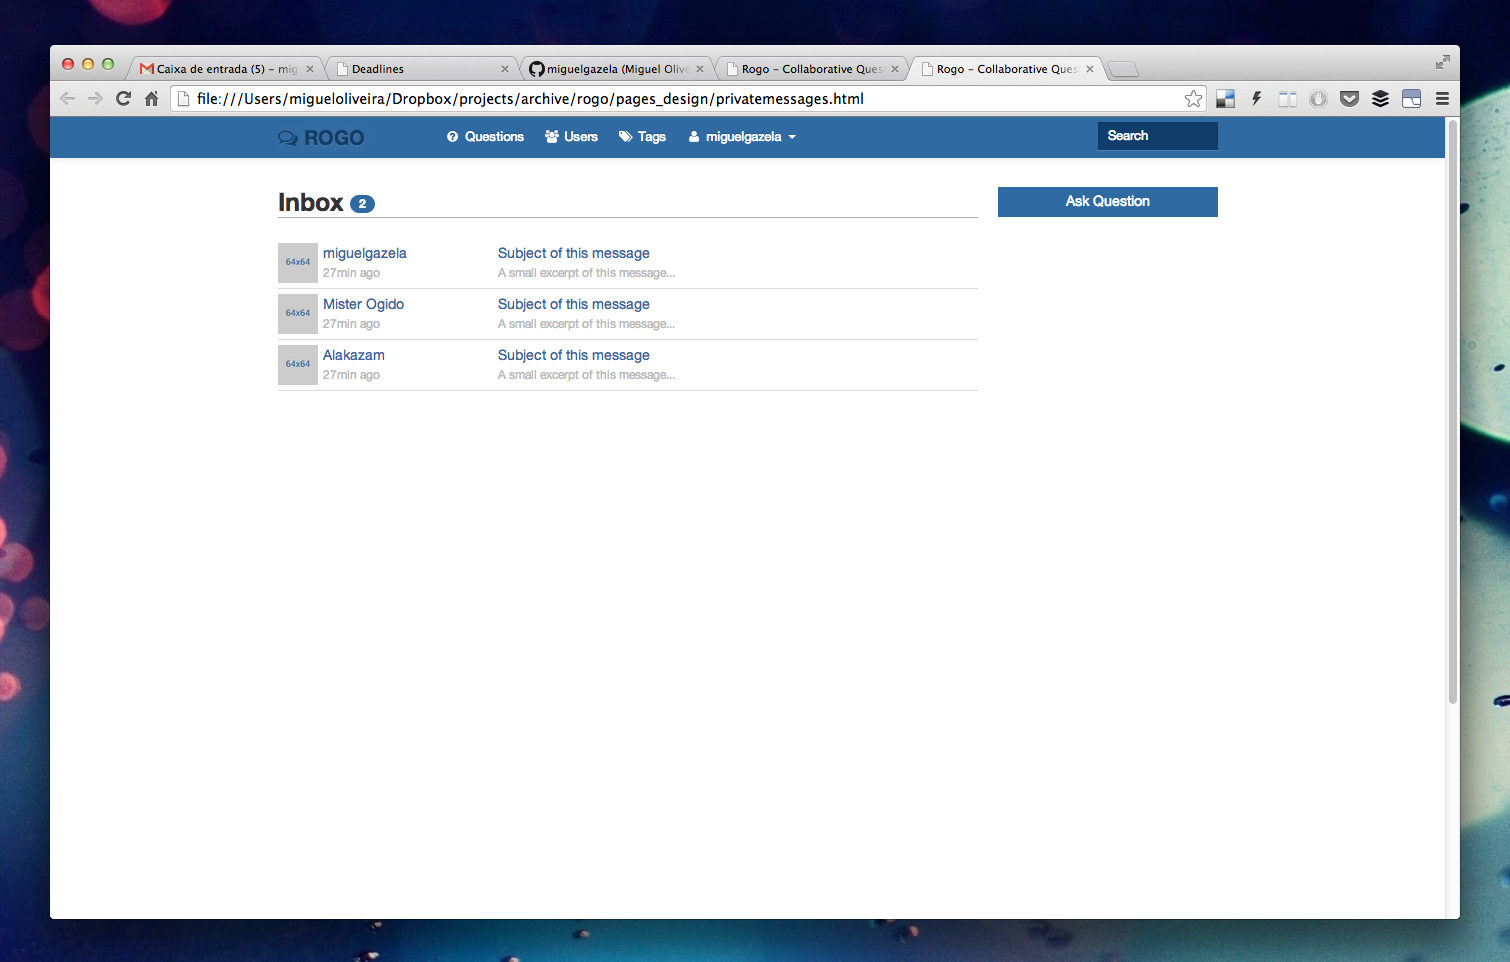 Caixa de entrada (5) – mig
Deadlines
miguelgazela (Miguel Olive
Rogo – Collaborative Ques
Rogo – Collaborative Ques
file:///Users/migueloliveira/Dropbox/projects/archive/rogo/pages_design/privatemessages.html
ROGO
Questions
Users
Tags
miguelgazela
Search
Inbox 2
Ask Question
64x64
miguelgazela
27min ago
Subject of this message
A small excerpt of this message...
64x64
Mister Ogido
27min ago
Subject of this message
A small excerpt of this message...
64x64
Alakazam
27min ago
Subject of this message
A small excerpt of this message...